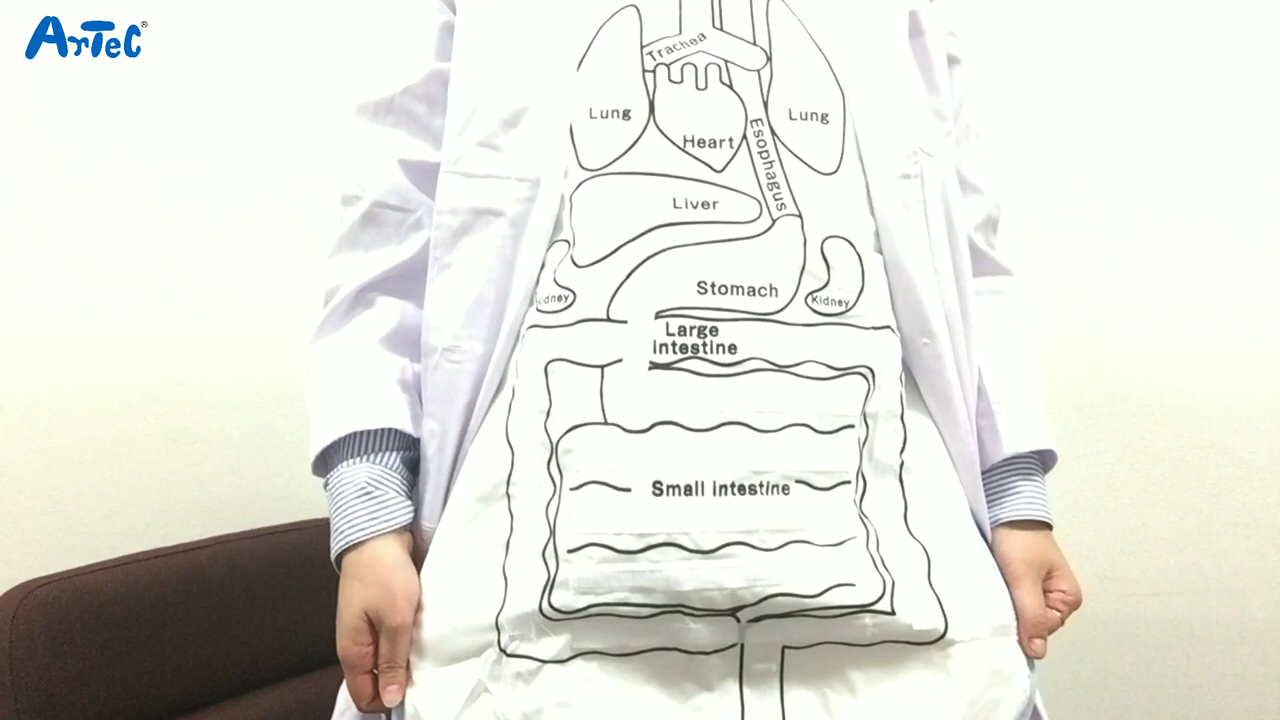 ArTeC®
Trachea
Lung
Heart
Esophagus
Lung
Liver
Kidney
Stomach
Kidney
Large
intestine
Small intestine